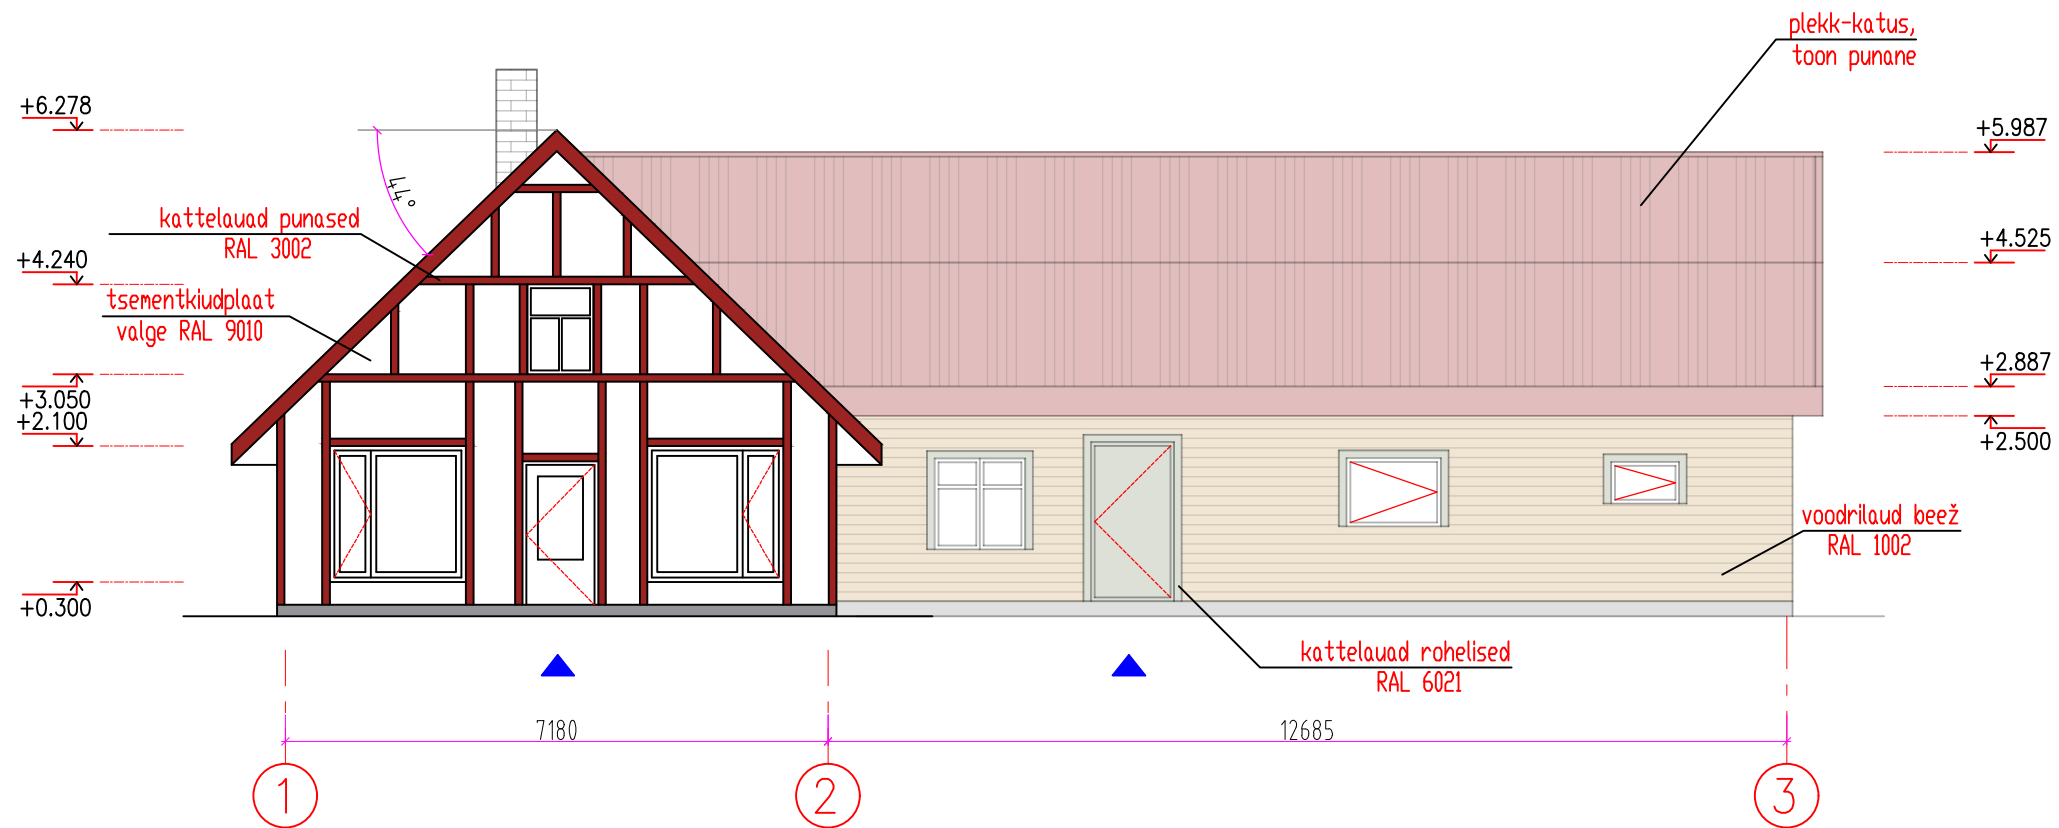 plekk-katus,
toon punane
+6.278
+5.987
44°
kattelauad punased
RAL 3002
+4.240
+4.525
tsementkiudplaat
valge RAL 9010
+2.887
+3.050
+2.100
+2.500
voodrilaud beež
RAL 1002
+0.300
kattelauad rohelised
RAL 6021
7180
12685
1
2
3